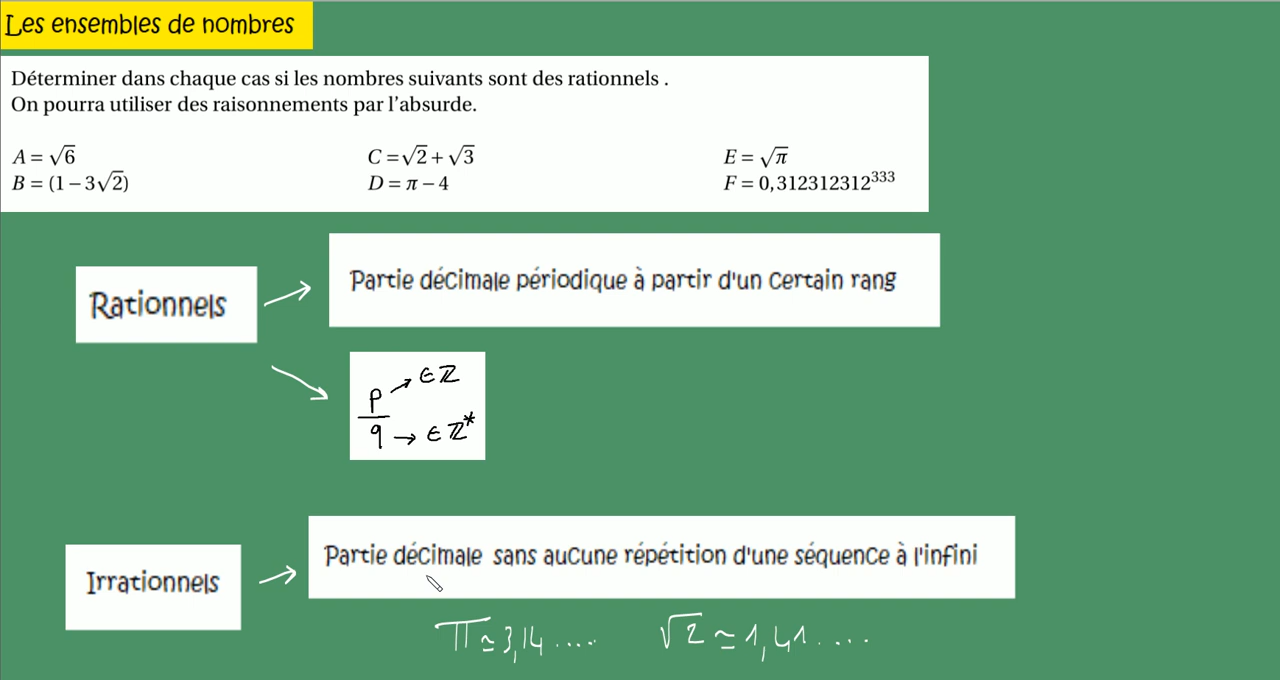 Les ensembles de nombres
Déterminer dans chaque cas si les nombres suivants sont des rationnels .
On pourra utiliser des raisonnements par l'absurde.
A = √6 C = √2 + √3 E = √π
B = (1 − 3√2) D = π − 4 F = 0,312312312³³³
Partie décimale périodique à partir d'un certain rang
Rationnels
p → ∈ ℤ
q → ∈ ℤ*
Partie décimale sans aucune répétition d'une séquence à l'infini
Irrationnels
π ≃ 3,14 .... √2 ≃ 1,41 ....